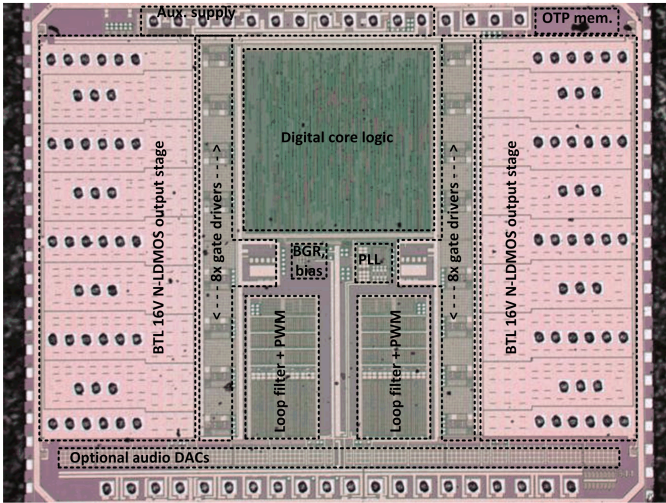 Aux. supply
OTP mem.
Digital core logic
BTL 16V N-LDMOS output stage
<---- 8x gate drivers ---->
<---- 8x gate drivers ---->
BTL 16V N-LDMOS output stage
BGR,
bias
PLL
Loop filter + PWM
Loop filter + PWM
Optional audio DACs